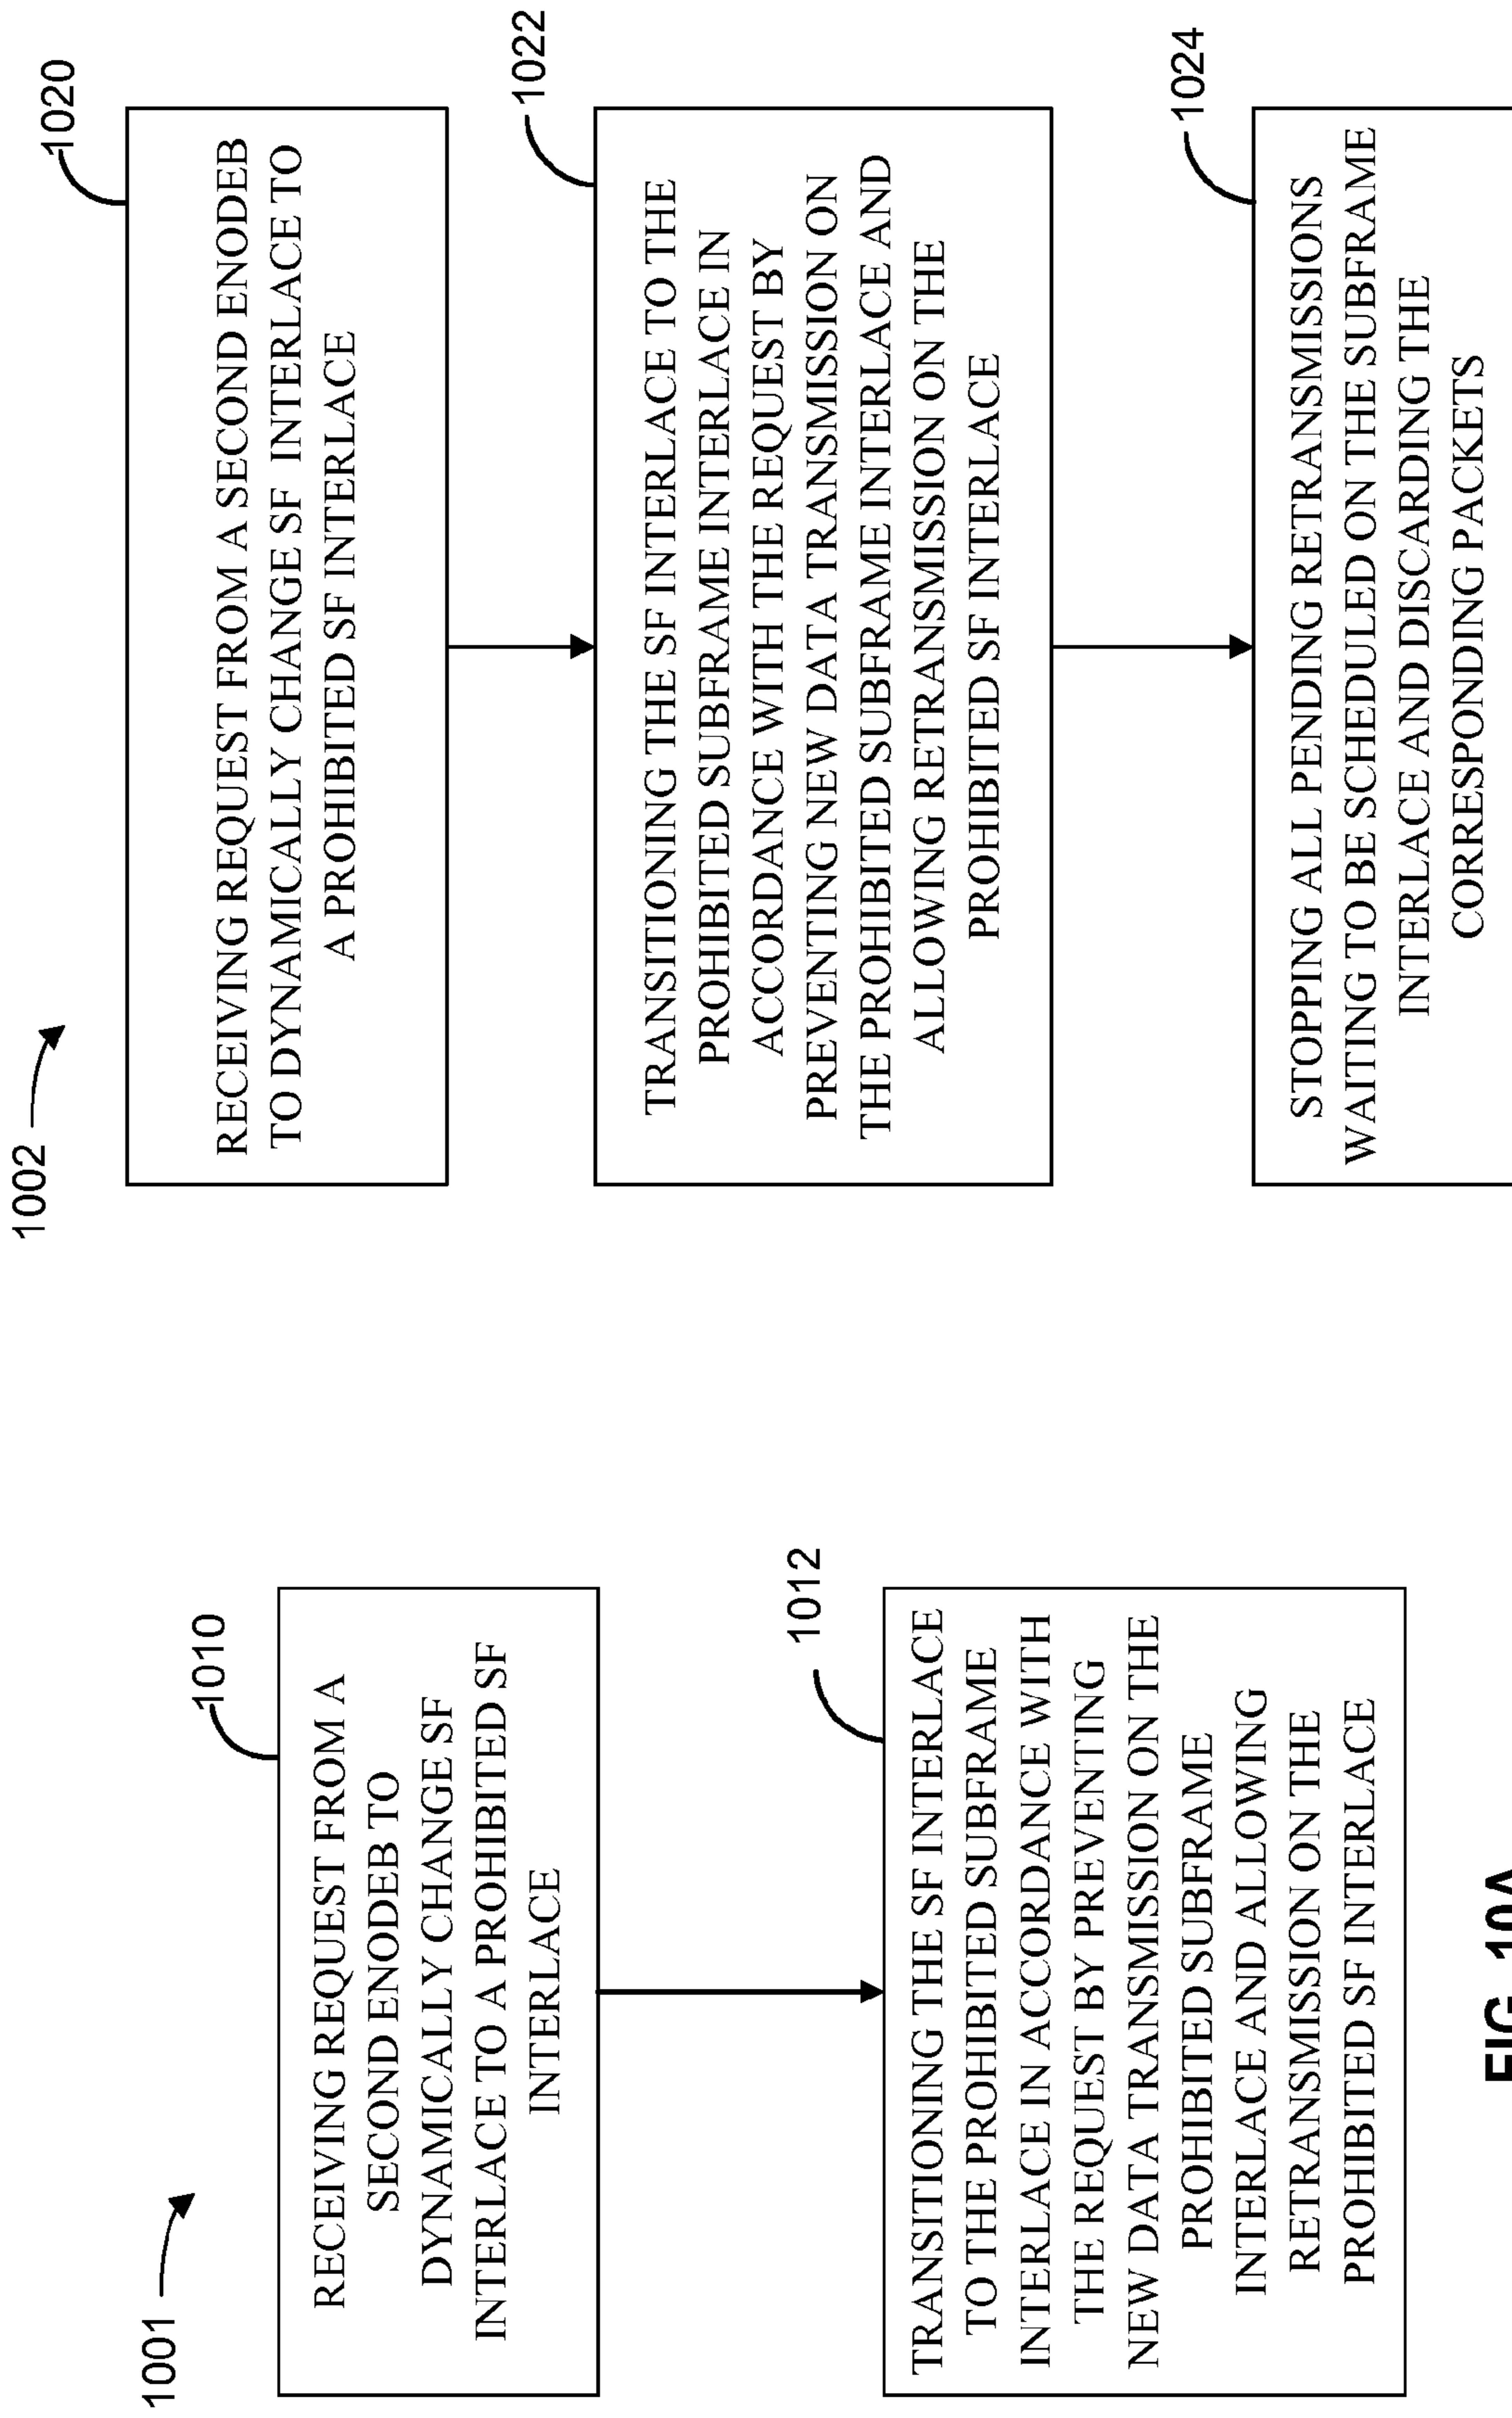 1001
1010
RECEIVING REQUEST FROM A
SECOND ENODEB TO
DYNAMICALLY CHANGE SF
INTERLACE TO A PROHIBITED SF
INTERLACE
1012
TRANSITIONING THE SF INTERLACE
TO THE PROHIBITED SUBFRAME
INTERLACE IN ACCORDANCE WITH
THE REQUEST BY PREVENTING
NEW DATA TRANSMISSION ON THE
PROHIBITED SUBFRAME
INTERLACE AND ALLOWING
RETRANSMISSION ON THE
PROHIBITED SF INTERLACE
FIG 10A
1002
1020
RECEIVING REQUEST FROM A SECOND ENODEB
TO DYNAMICALLY CHANGE SF INTERLACE TO
A PROHIBITED SF INTERLACE
1022
TRANSITIONING THE SF INTERLACE TO THE
PROHIBITED SUBFRAME INTERLACE IN
ACCORDANCE WITH THE REQUEST BY
PREVENTING NEW DATA TRANSMISSION ON
THE PROHIBITED SUBFRAME INTERLACE AND
ALLOWING RETRANSMISSION ON THE
PROHIBITED SF INTERLACE
1024
STOPPING ALL PENDING RETRANSMISSIONS
WAITING TO BE SCHEDULED ON THE SUBFRAME
INTERLACE AND DISCARDING THE
CORRESPONDING PACKETS